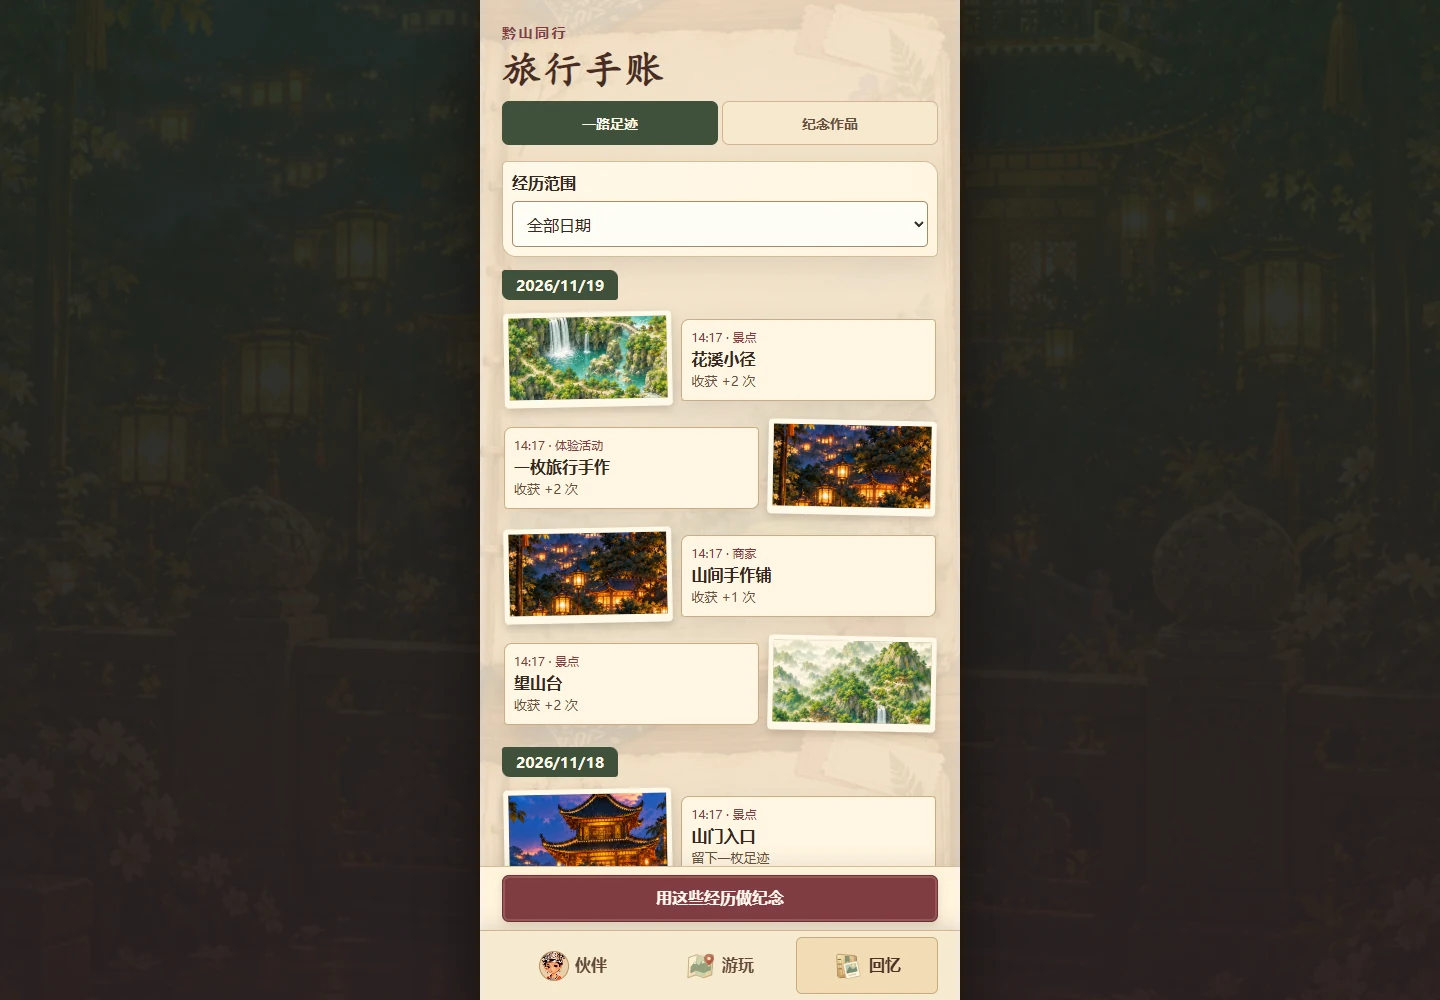 黔山同行
旅行手账
一路足迹
纪念作品
经历范围
全部日期
2026/11/19
14:17 · 景点
花溪小径
收获 +2 次
14:17 · 体验活动
一枚旅行手作
收获 +2 次
14:17 · 商家
山间手作铺
收获 +1 次
14:17 · 景点
望山台
收获 +2 次
2026/11/18
14:17 · 景点
山门入口
留下一枚足迹
用这些经历做纪念
伙伴
游玩
回忆